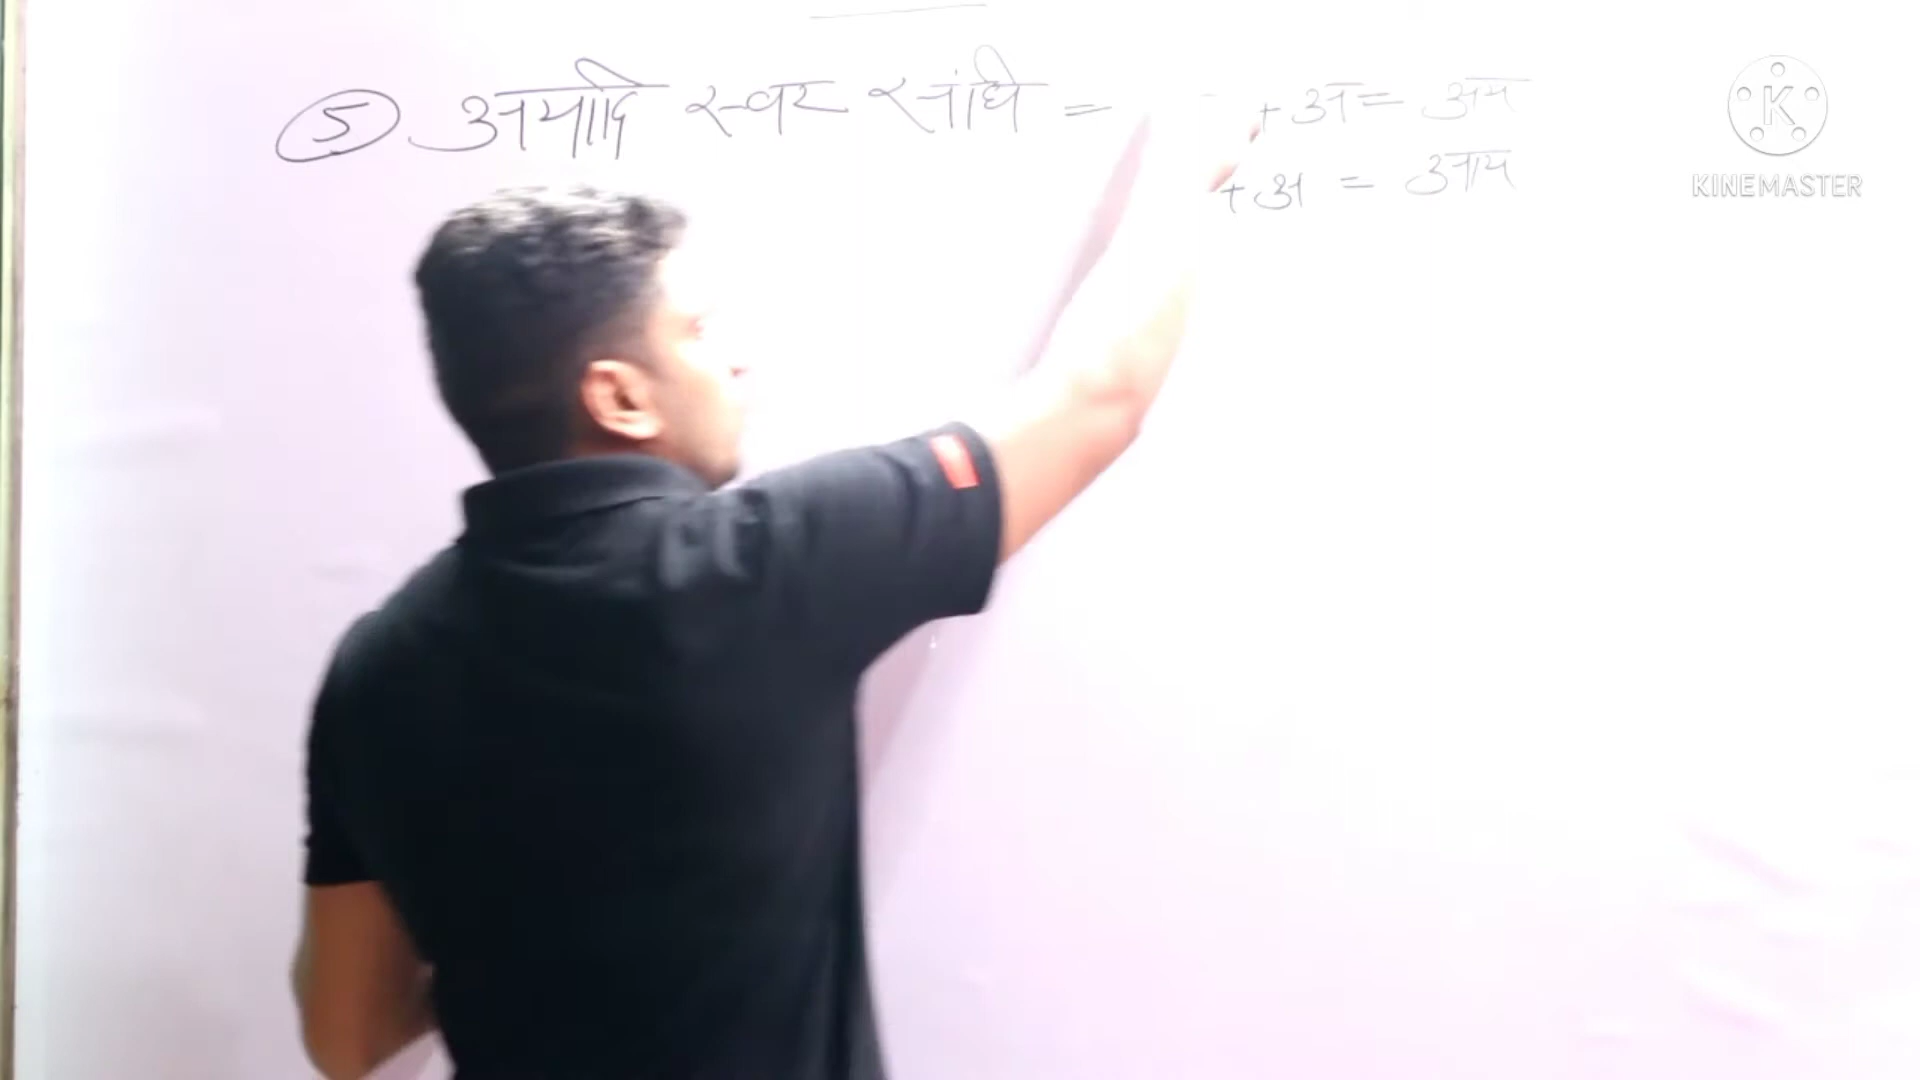 5 अयादि स्वर संधि = + अ = अय
+ अ = आय
KINEMASTER